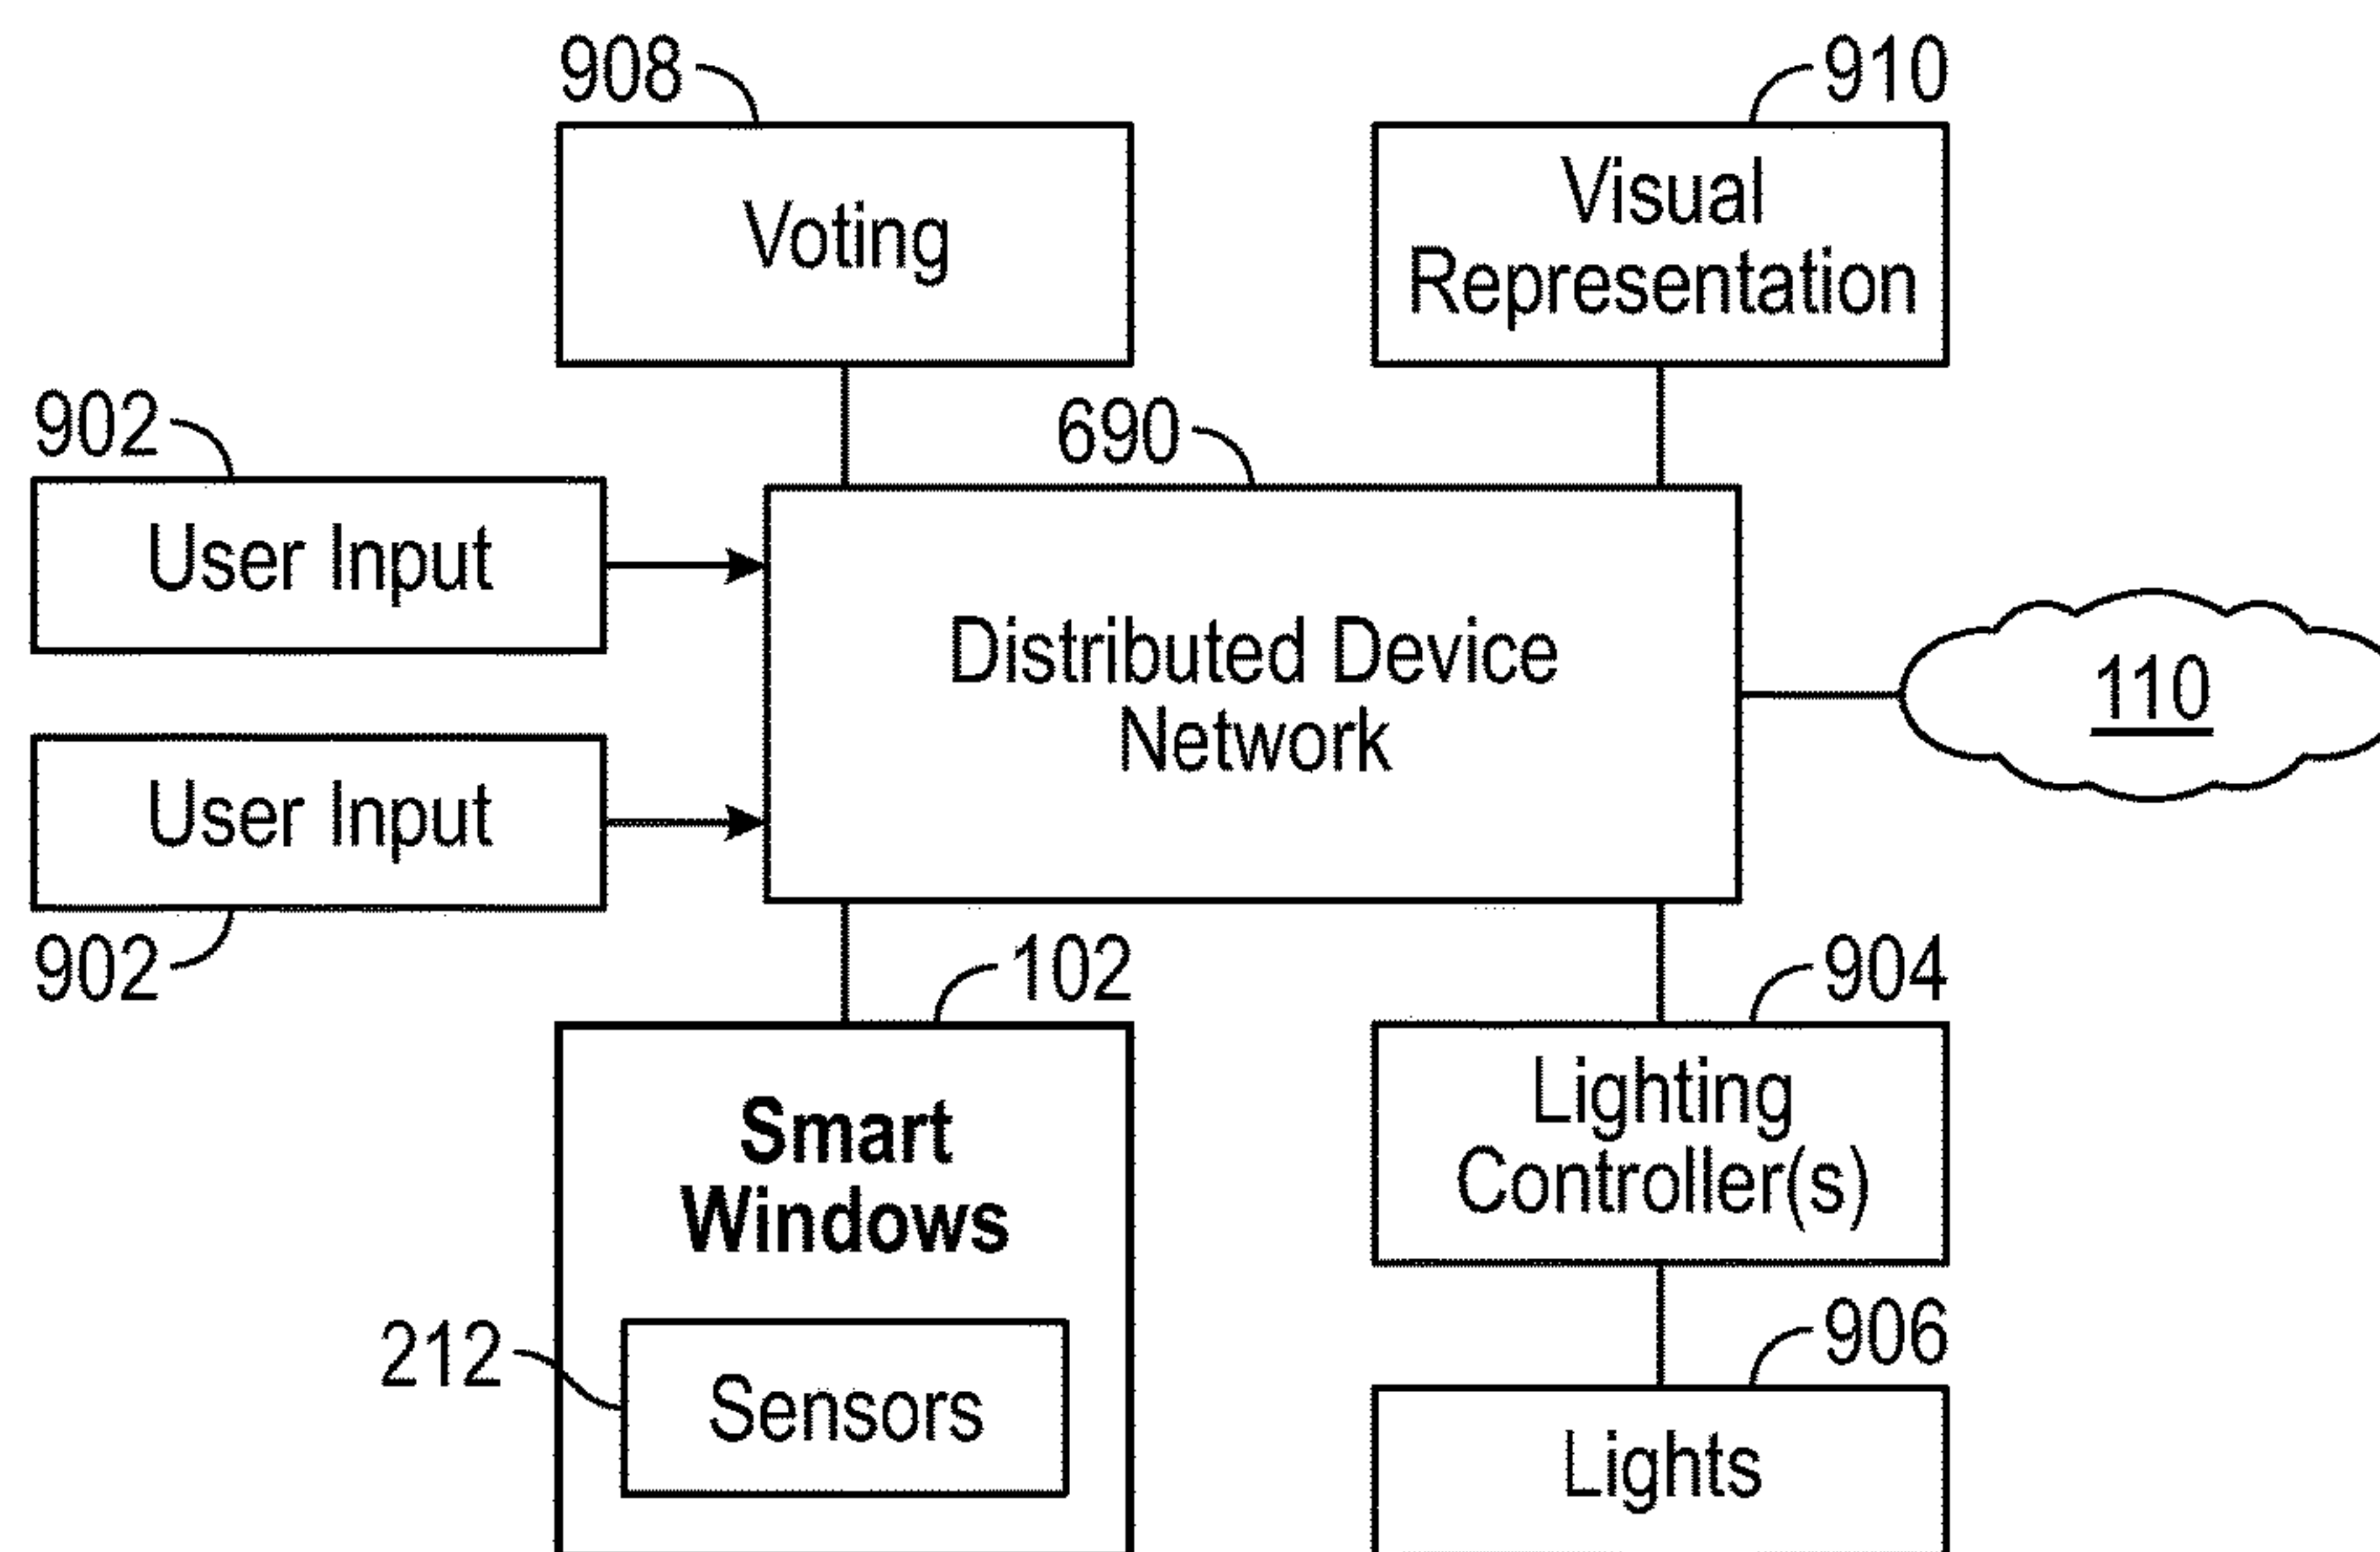 908
910
Voting
Visual
Representation
902
690
User Input
Distributed Device
Network
110
User Input
902
102
904
Smart
Windows
Lighting
Controller(s)
212
906
Sensors
Lights